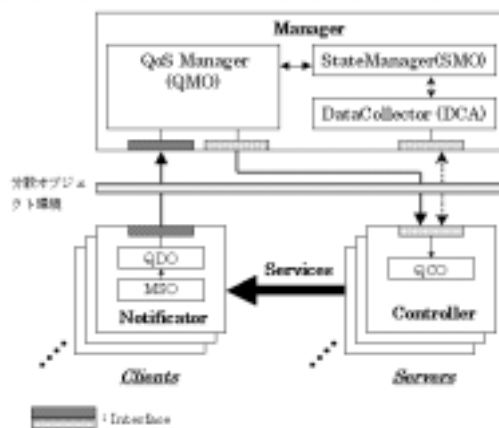 Manager
QoS Manager
(QMO)
StateManager(SMO)
DataCollector (DCA)
分散オブジェ
クト環境
QDO
MSO
Notificator
Services
QCO
Controller
Clients
Servers
: Interface